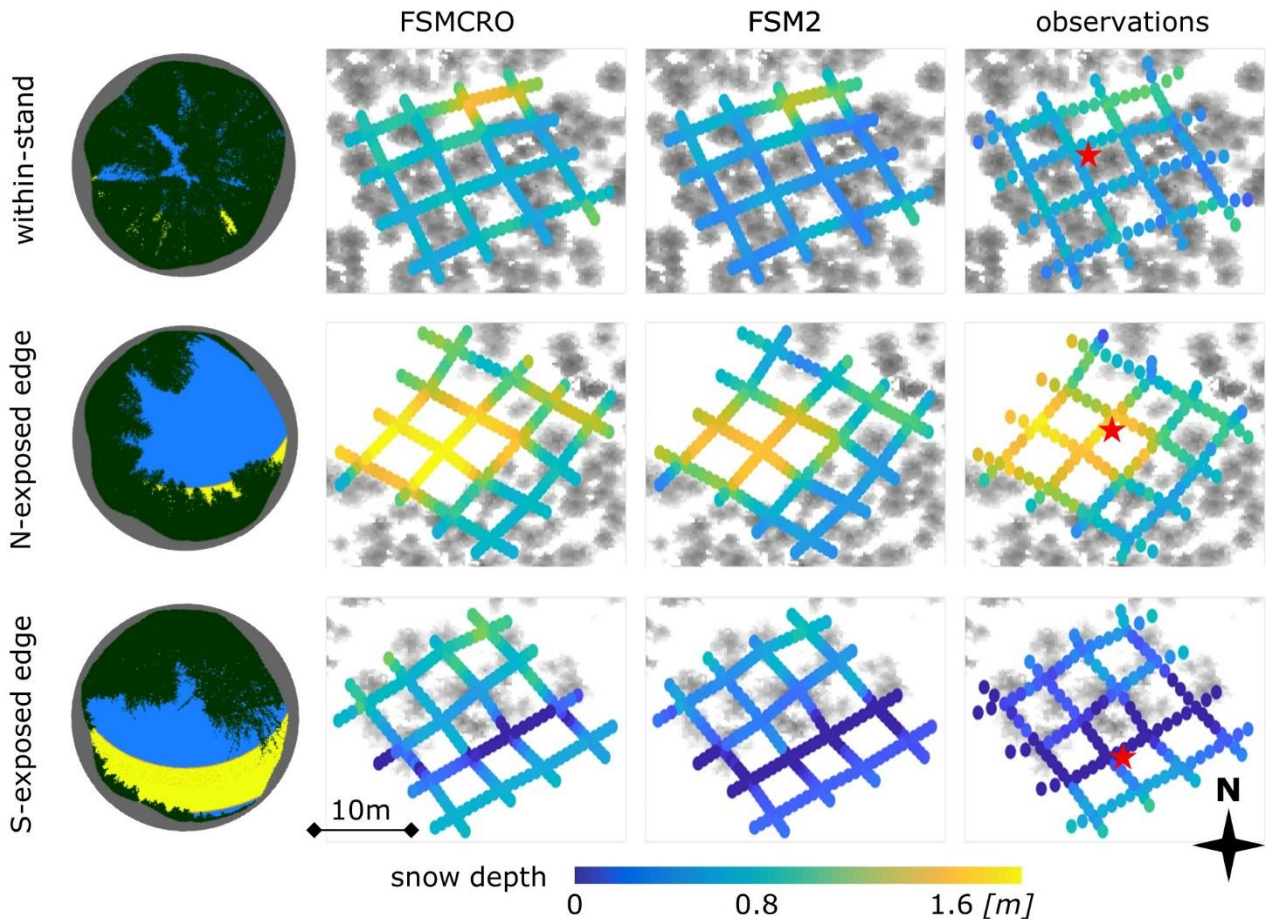 FSMCRO FSM2 observations
within-stand
N-exposed edge
S-exposed edge
10m
N
snow depth
0 0.8 1.6 [m]